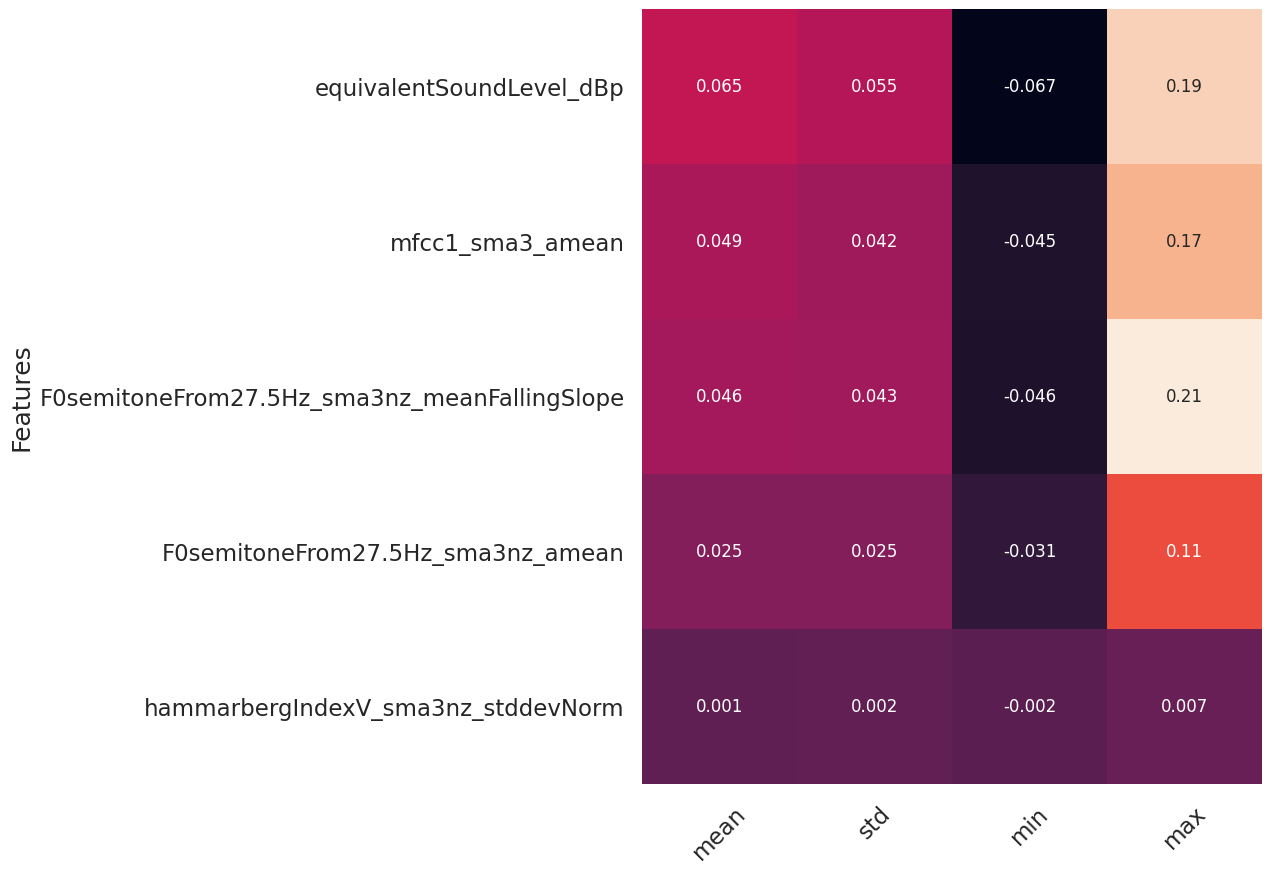 Features
equivalentSoundLevel_dBp 0.065 0.055 -0.067 0.19
mfcc1_sma3_amean 0.049 0.042 -0.045 0.17
F0semitoneFrom27.5Hz_sma3nz_meanFallingSlope 0.046 0.043 -0.046 0.21
F0semitoneFrom27.5Hz_sma3nz_amean 0.025 0.025 -0.031 0.11
hammarbergIndexV_sma3nz_stddevNorm 0.001 0.002 -0.002 0.007
mean std min max